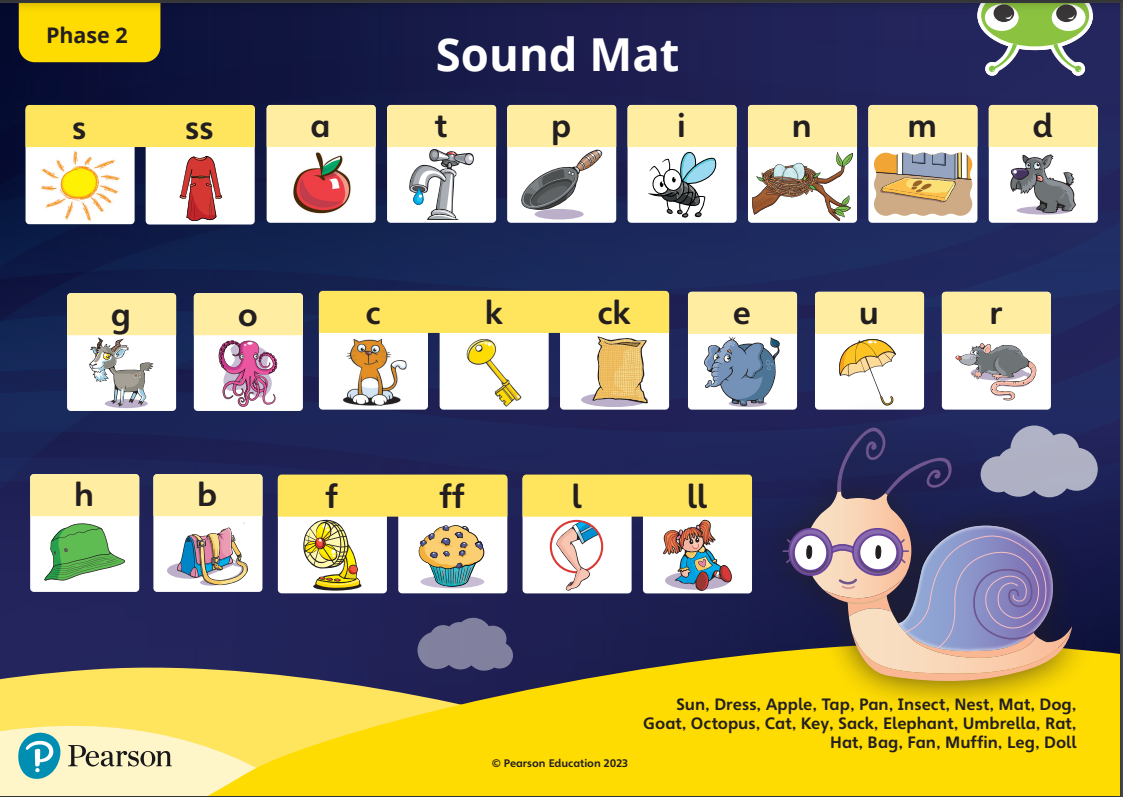 Phase 2
Sound Mat
s ss a t p i n m d
g o c k ck e u r
h b f ff l ll
Sun, Dress, Apple, Tap, Pan, Insect, Nest, Mat, Dog,
Goat, Octopus, Cat, Key, Sack, Elephant, Umbrella, Rat,
Hat, Bag, Fan, Muffin, Leg, Doll
Pearson
© Pearson Education 2023